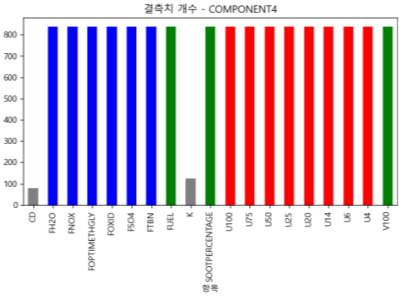 결측치 개수 - COMPONENT4
800
700
600
500
400
300
200
100
0
CD
FH2O
FNOX
FOPTIMETHGLY
FOXID
FSO4
FTBN
FUEL
K
SOOTPERCENTAGE
U100
U75
U50
U25
U20
U14
U6
U4
V100
항목